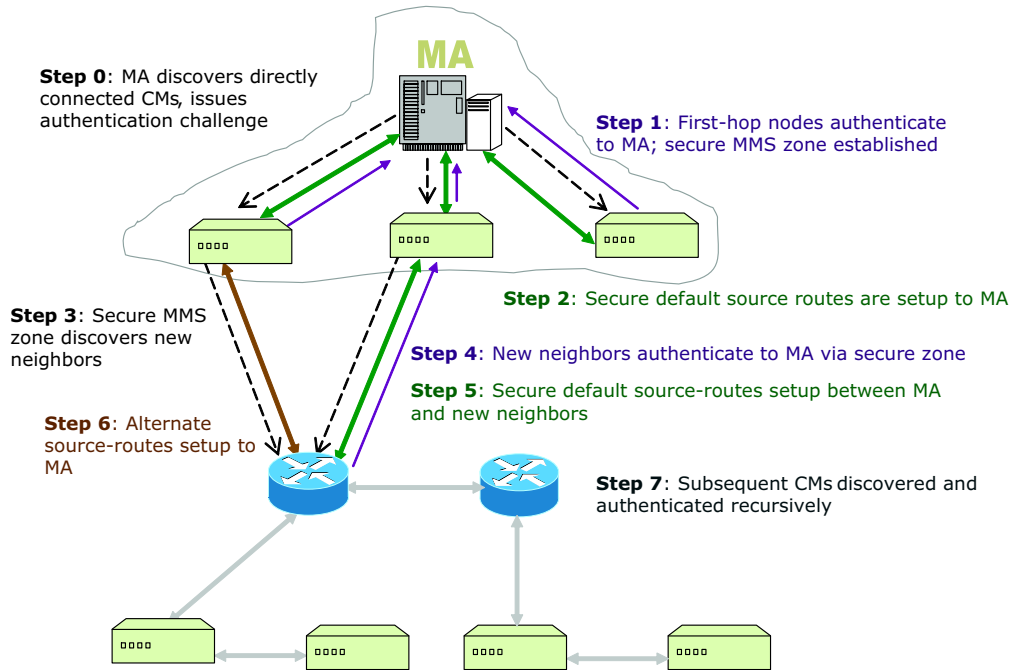 MA
Step 0: MA discovers directly
connected CMs, issues
authentication challenge
Step 1: First-hop nodes authenticate
to MA; secure MMS zone established
Step 2: Secure default source routes are setup to MA
Step 3: Secure MMS
zone discovers new
neighbors
Step 4: New neighbors authenticate to MA via secure zone
Step 5: Secure default source-routes setup between MA
and new neighbors
Step 6: Alternate
source-routes setup to
MA
Step 7: Subsequent CMs discovered and
authenticated recursively